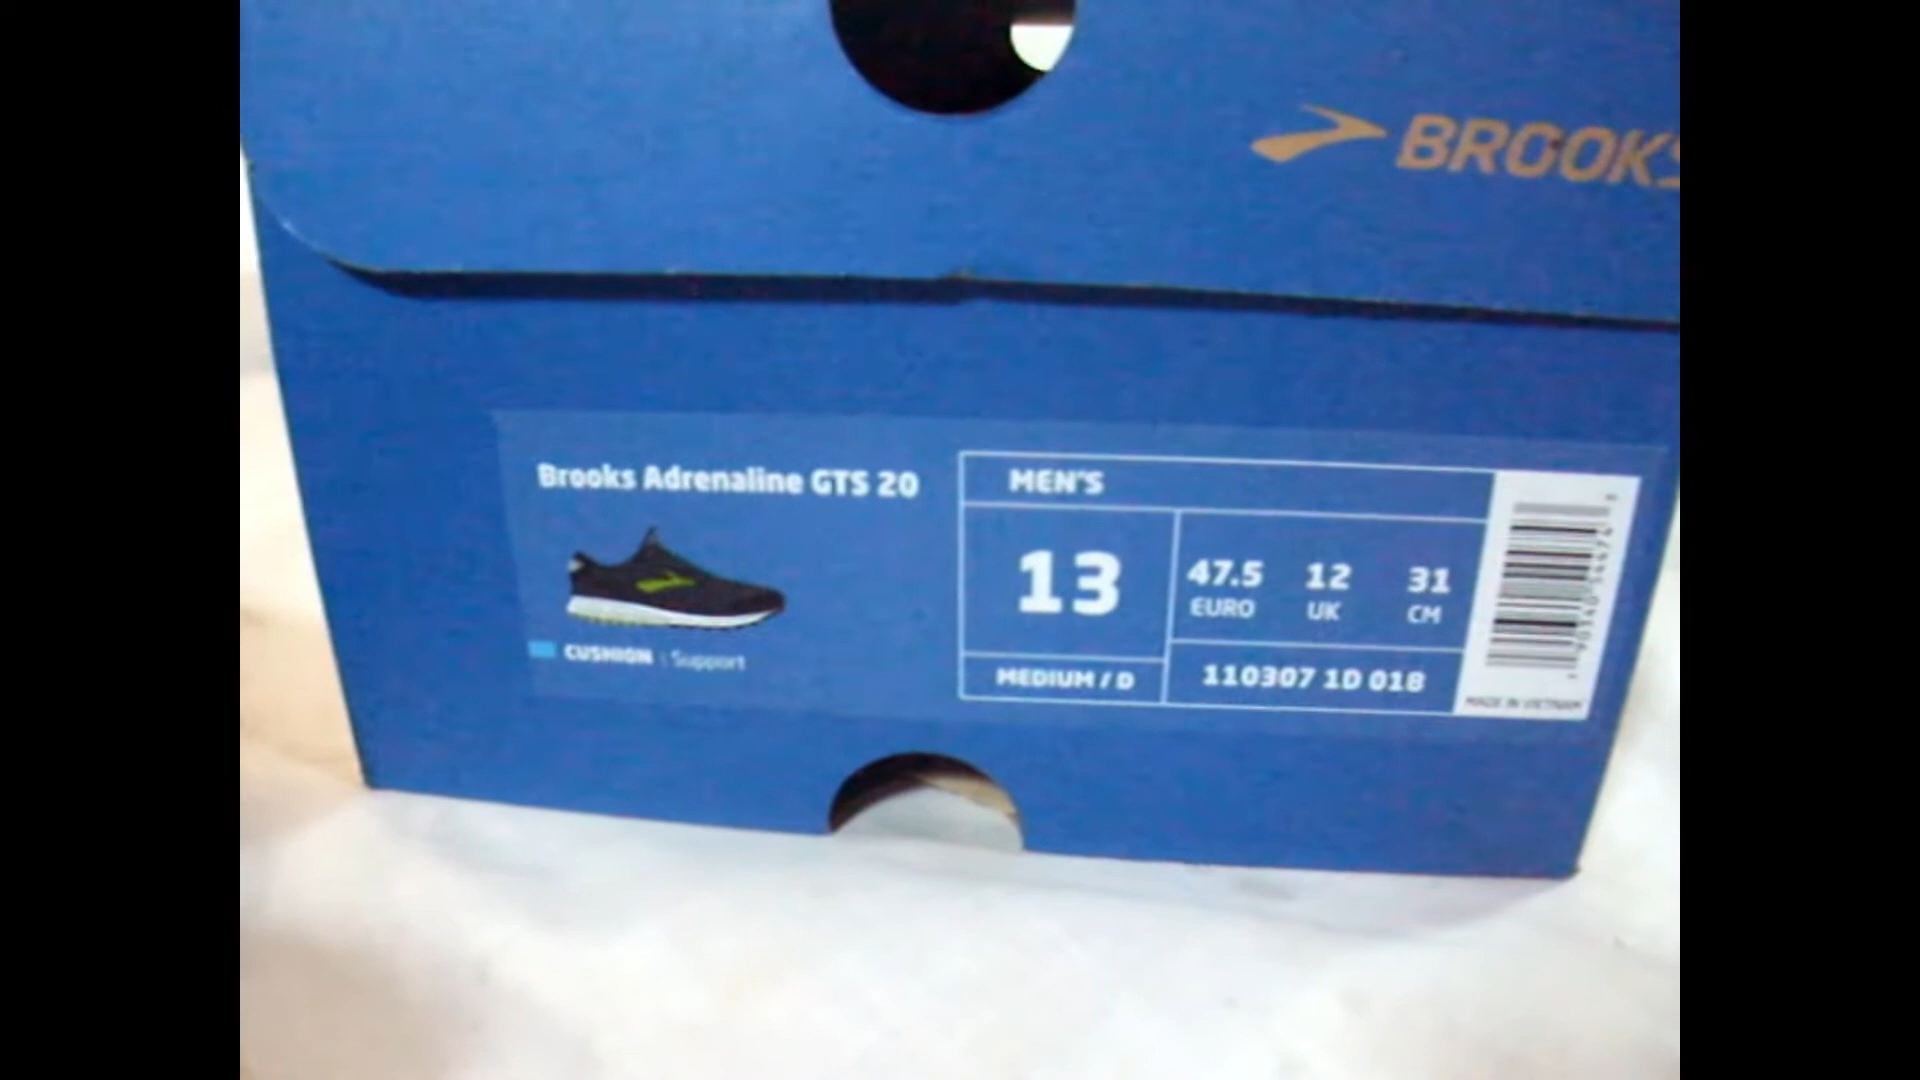 BROOKS
Brooks Adrenaline GTS 20
CUSHION | Support
MEN'S
13
47.5 12 31
EURO UK CM
MEDIUM / D
110307 1D 018
MADE IN VIETNAM